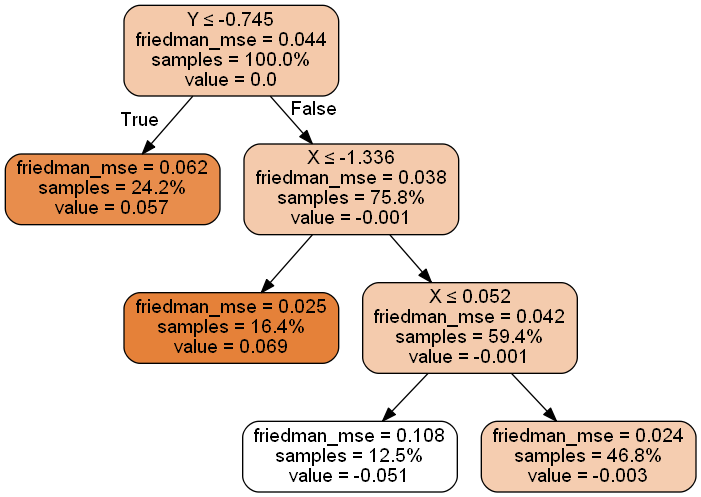 Y ≤ -0.745
friedman_mse = 0.044
samples = 100.0%
value = 0.0
True
False
friedman_mse = 0.062
samples = 24.2%
value = 0.057
X ≤ -1.336
friedman_mse = 0.038
samples = 75.8%
value = -0.001
friedman_mse = 0.025
samples = 16.4%
value = 0.069
X ≤ 0.052
friedman_mse = 0.042
samples = 59.4%
value = -0.001
friedman_mse = 0.108
samples = 12.5%
value = -0.051
friedman_mse = 0.024
samples = 46.8%
value = -0.003